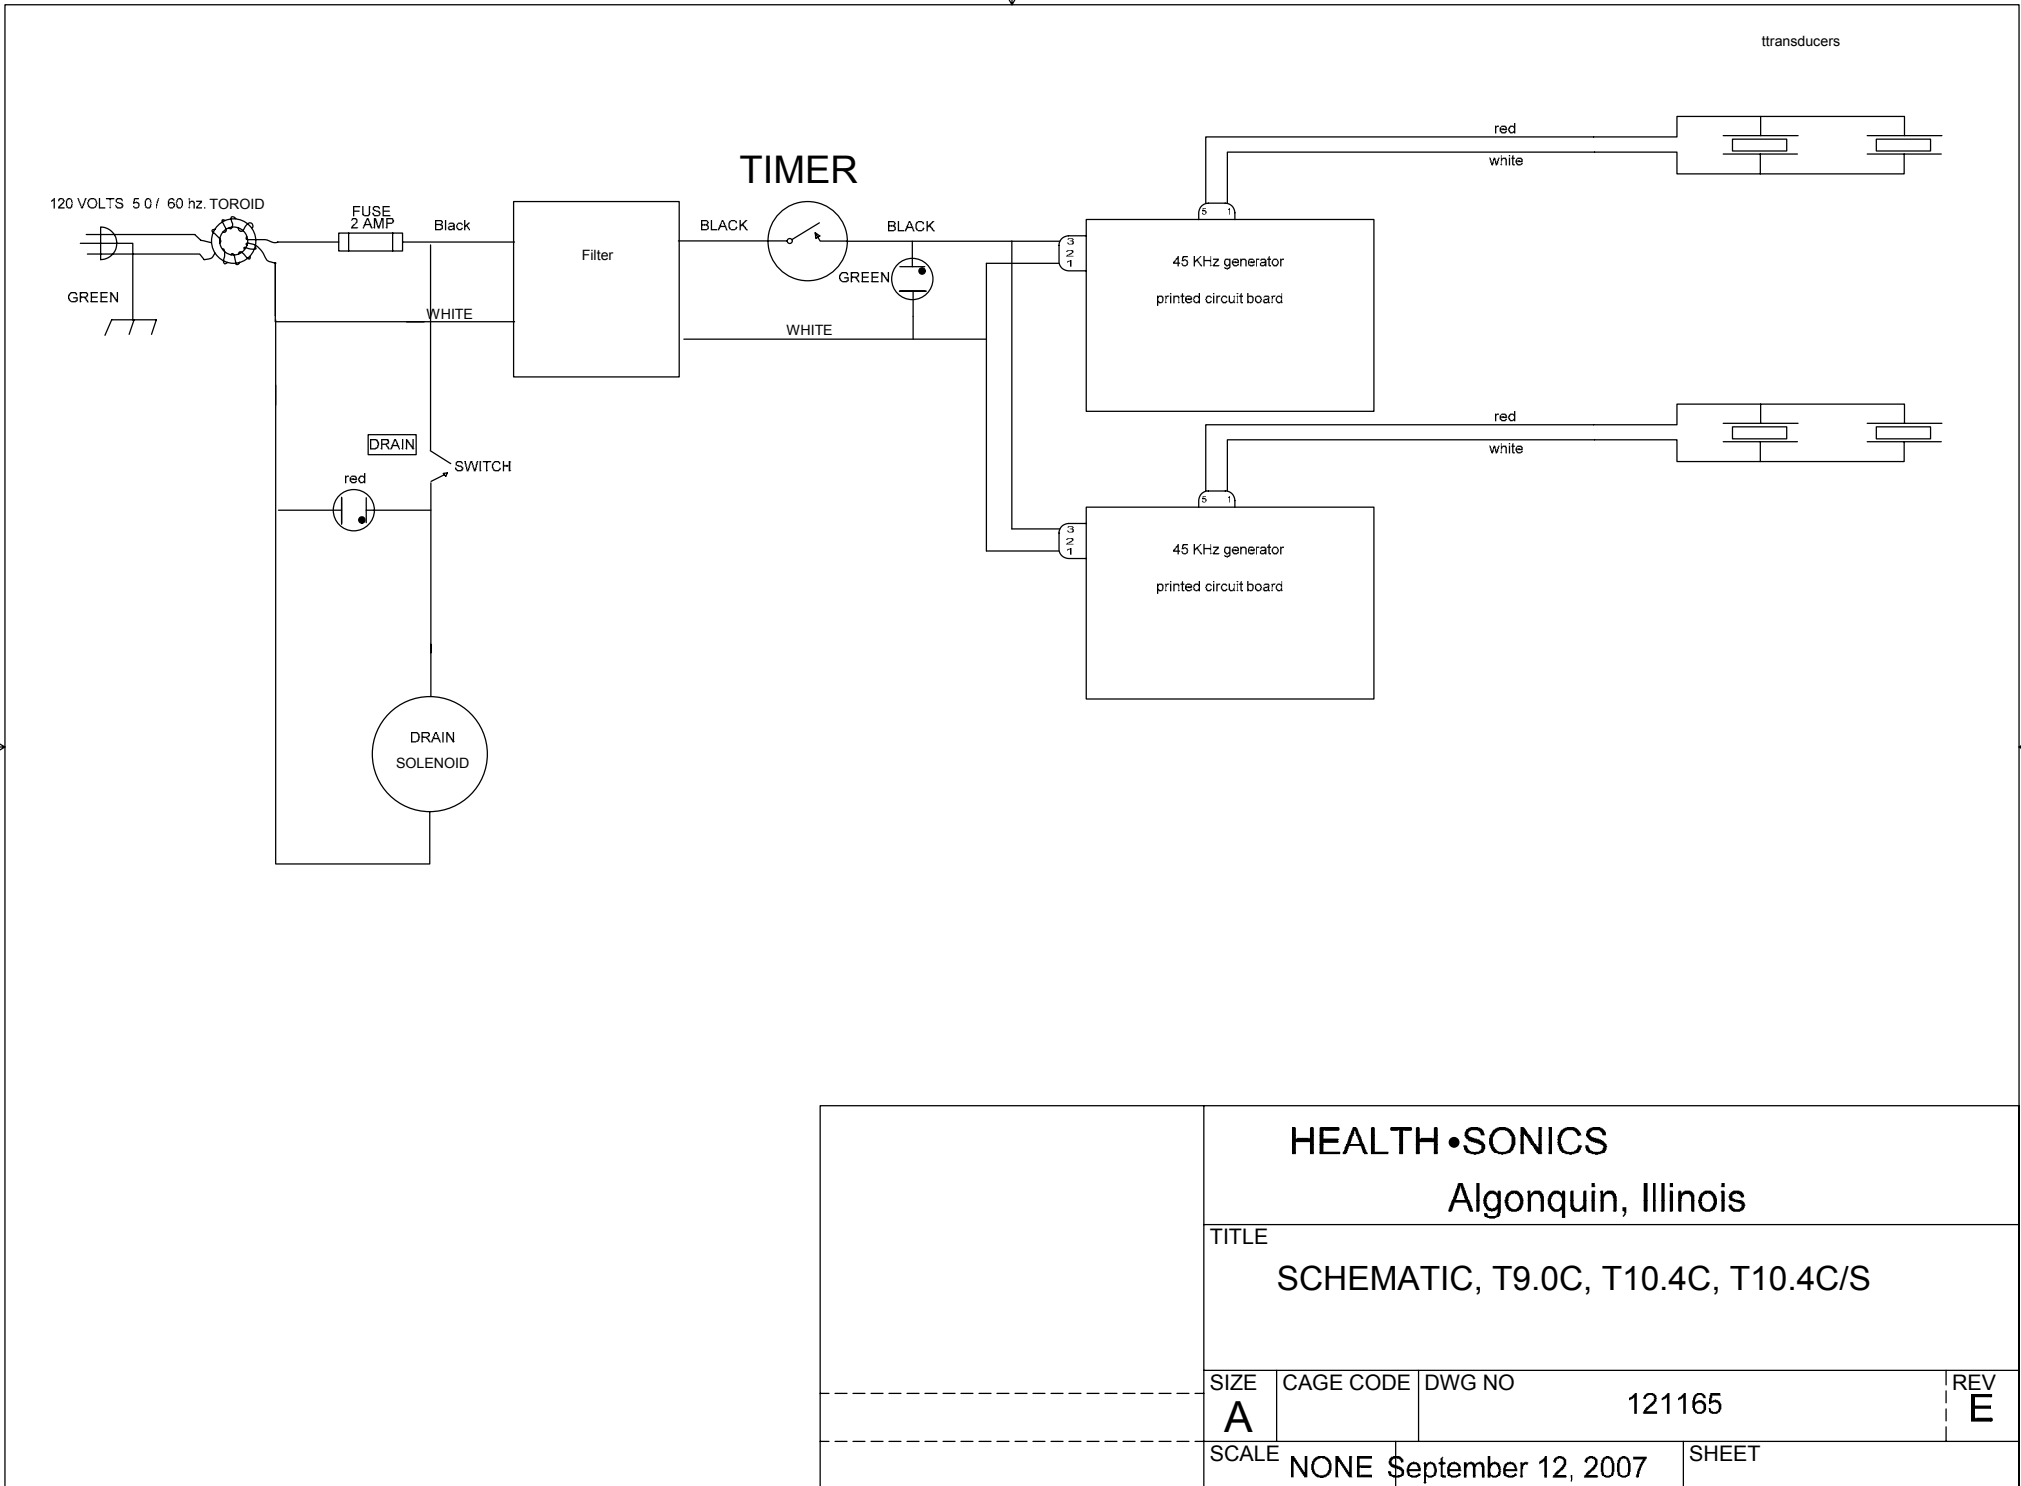 ttransducers
red
white
TIMER
120 VOLTS 5 0 / 60 hz. TOROID
FUSE
2 AMP
Black
BLACK
BLACK
5 1
Filter
3
2
1
GREEN
45 KHz generator
printed circuit board
GREEN
WHITE
WHITE
red
white
DRAIN
SWITCH
red
5 1
3
2
1
45 KHz generator
printed circuit board
DRAIN
SOLENOID
HEALTH•SONICS
Algonquin, Illinois
TITLE
SCHEMATIC, T9.0C, T10.4C, T10.4C/S
SIZE
A
CAGE CODE
DWG NO
121165
REV
E
SCALE
NONE
September 12, 2007
SHEET